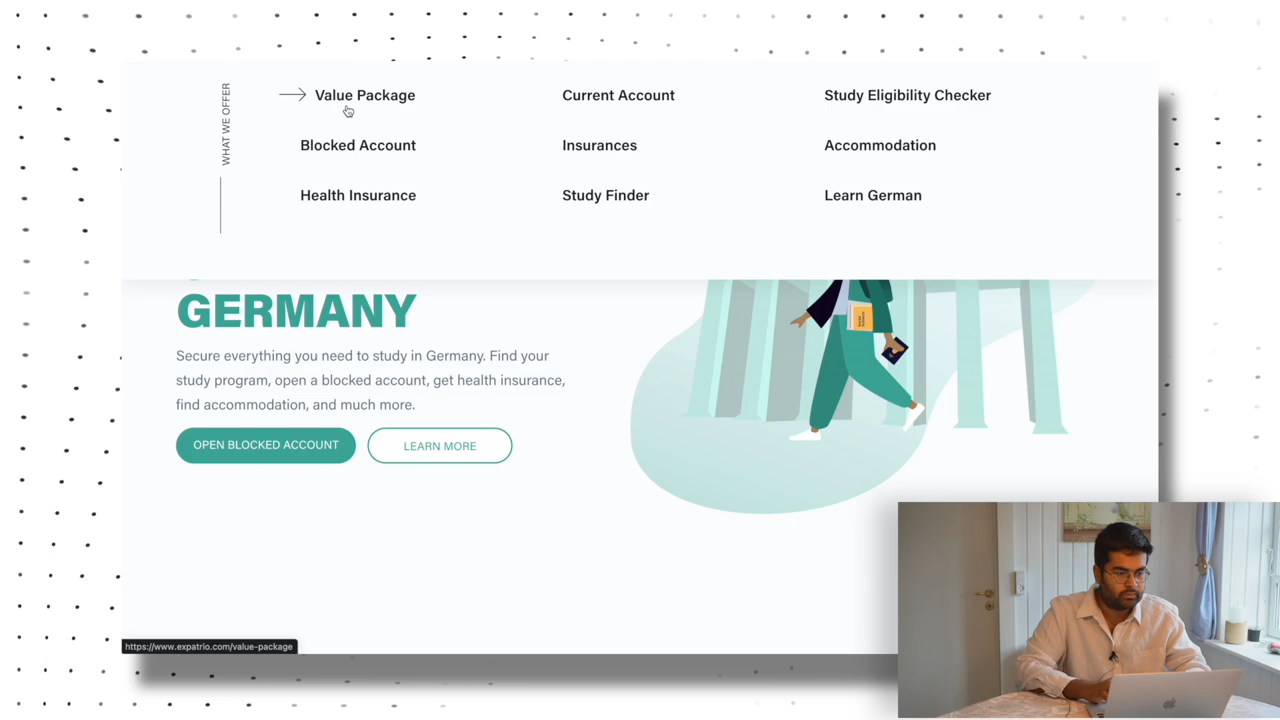 WHAT WE OFFER
Value Package
Current Account
Study Eligibility Checker
Blocked Account
Insurances
Accommodation
Health Insurance
Study Finder
Learn German
GERMANY
Secure everything you need to study in Germany. Find your
study program, open a blocked account, get health insurance,
find accommodation, and much more.
OPEN BLOCKED ACCOUNT
LEARN MORE
https://www.expatrio.com/value-package